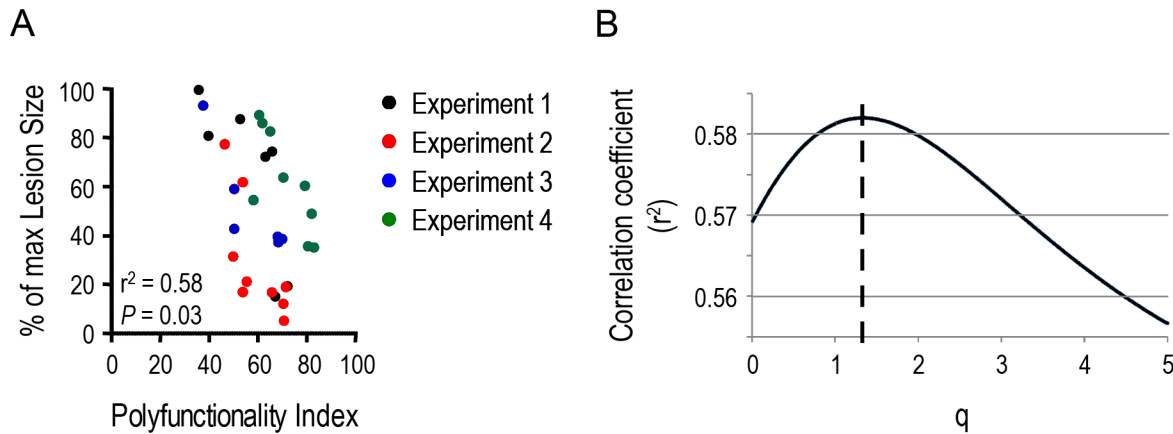 A
% of max Lesion Size
100
80
60
40
20
0
r² = 0.58
P = 0.03
0 20 40 60 80 100
Polyfunctionality Index
Experiment 1
Experiment 2
Experiment 3
Experiment 4
B
Correlation coefficient
(r²)
0.58
0.57
0.56
0 1 2 3 4 5
q